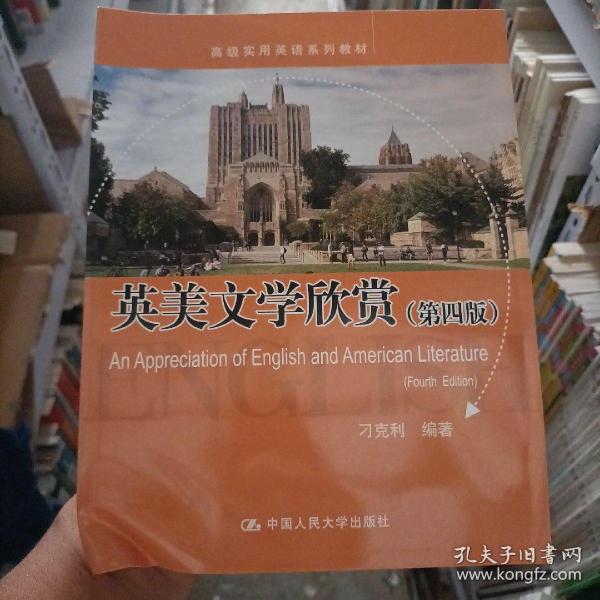 高级实用英语系列教材
英美文学欣赏(第四版)
An Appreciation of English and American Literature
(Fourth Edition)
ENGLISH
刁克利 编著
中国人民大学出版社
孔夫子旧书网
www.kongfz.com